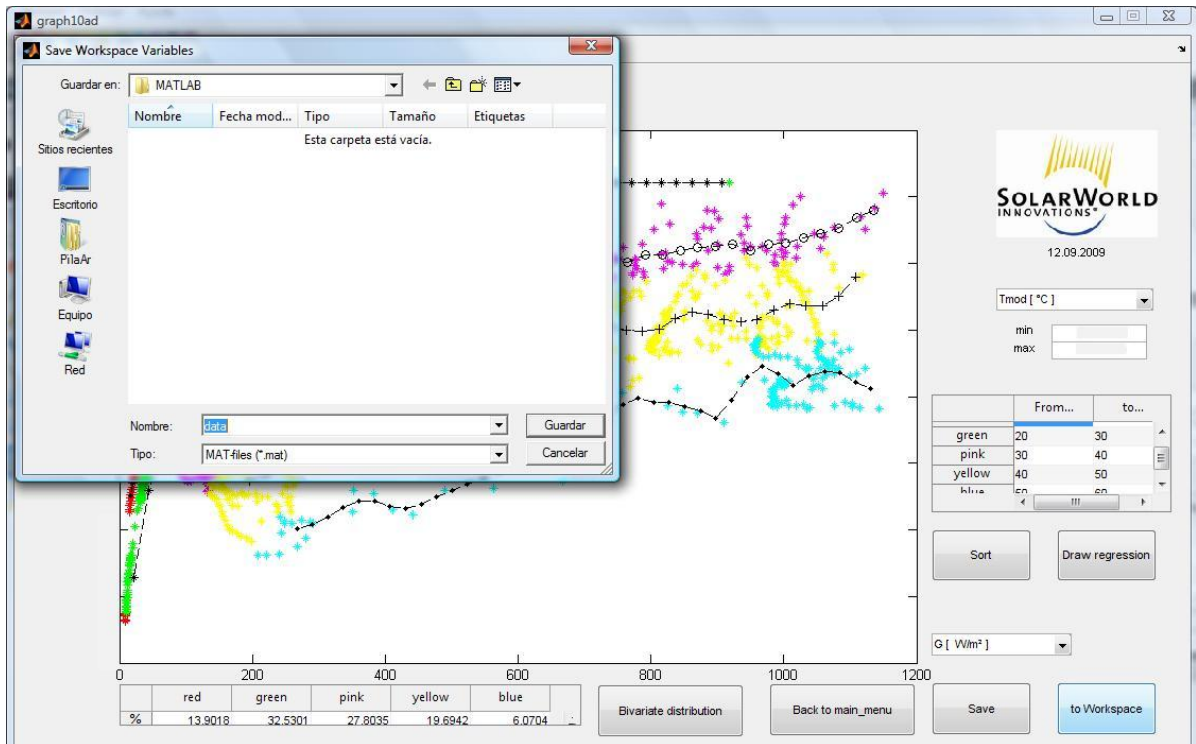 graph10ad
Save Workspace Variables
Guardar en:
MATLAB
Nombre
Fecha mod...
Tipo
Tamaño
Etiquetas
Esta carpeta está vacía.
Sitios recientes
Escritorio
PilaAr
Equipo
Red
Nombre:
data
Guardar
Tipo:
MAT-files (*.mat)
Cancelar
SOLARWORLD
INNOVATIONS
12.09.2009
Tmod [ °C ]
min
max
From... to...
green 20 30
pink 30 40
yellow 40 50
blue 50 60
Sort
Draw regression
G [ W/m² ]
0 200 400 600 800 1000 1200
red green pink yellow blue
% 13.9018 32.5301 27.8035 19.6942 6.0704
Bivariate distribution
Back to main_menu
Save
to Workspace